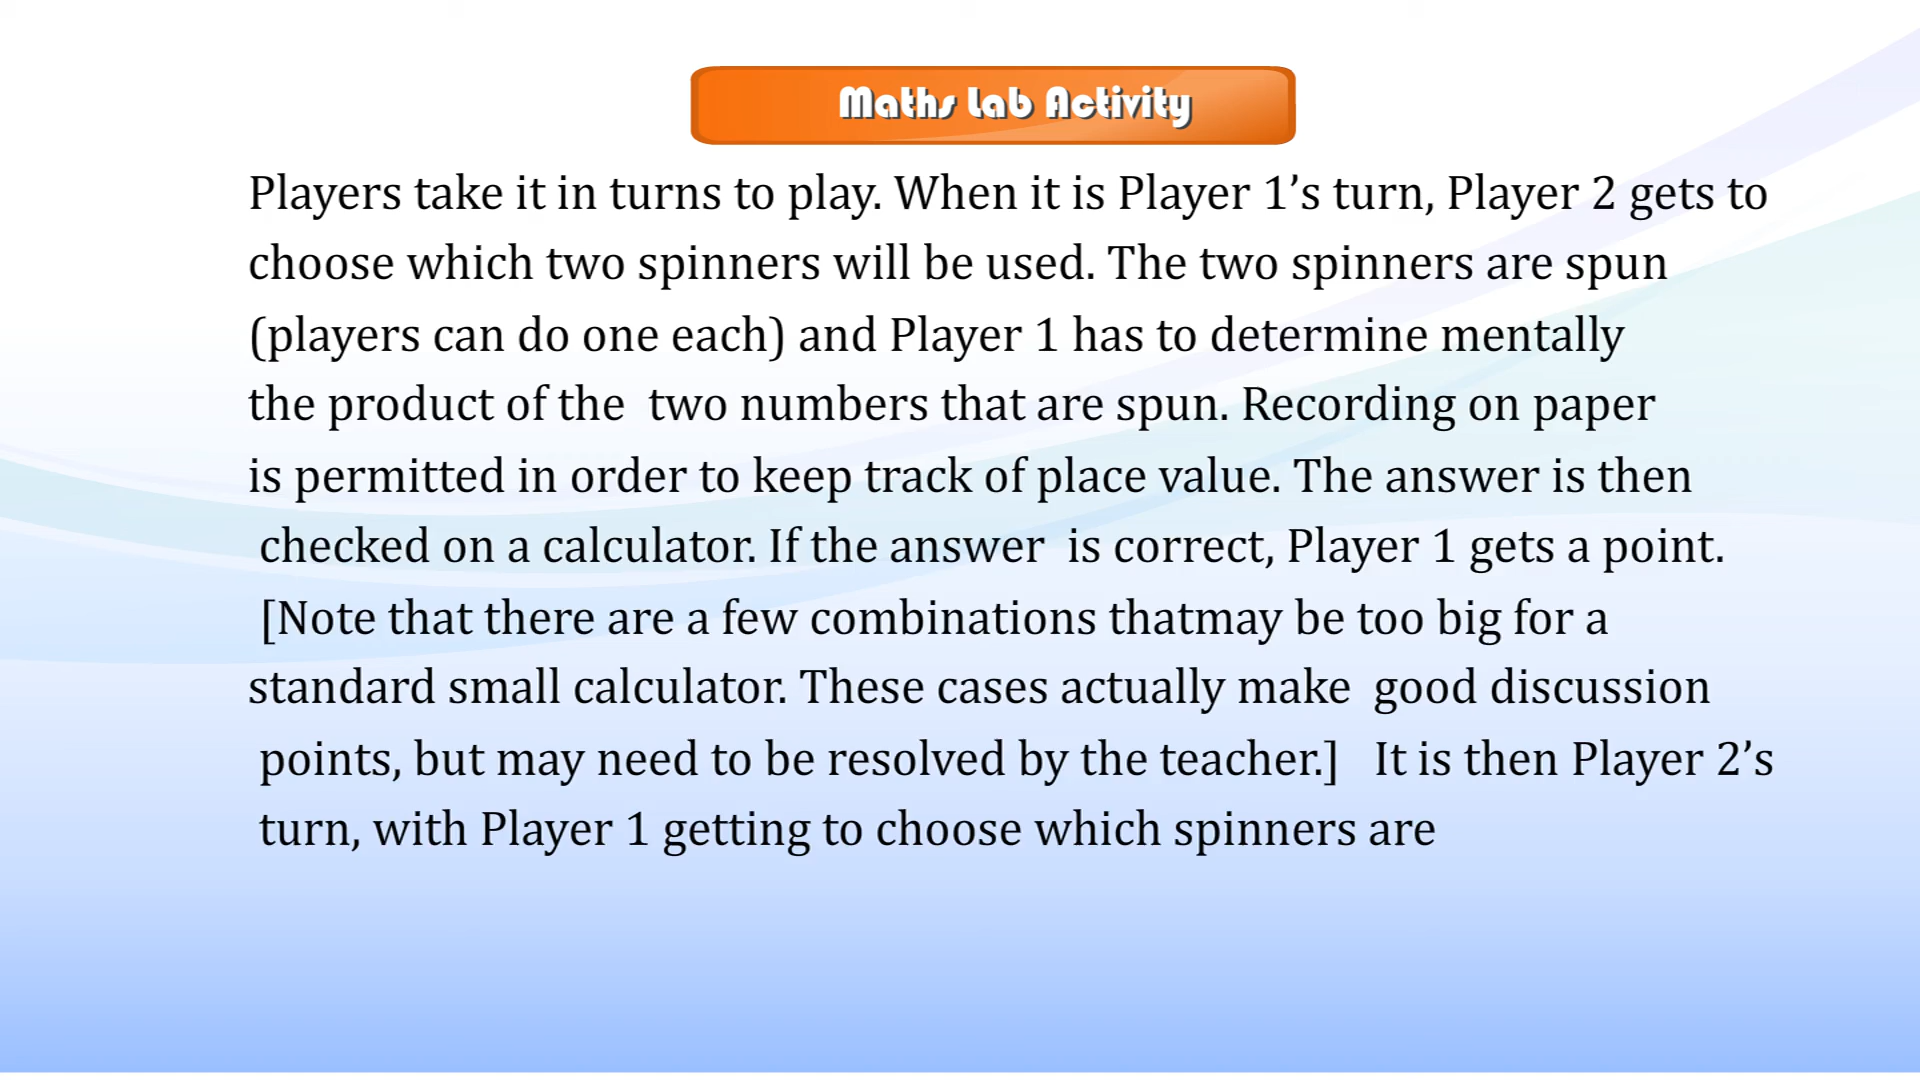 Maths Lab Activity
Players take it in turns to play. When it is Player 1’s turn, Player 2 gets to
choose which two spinners will be used. The two spinners are spun
(players can do one each) and Player 1 has to determine mentally
the product of the  two numbers that are spun. Recording on paper
is permitted in order to keep track of place value. The answer is then
checked on a calculator. If the answer  is correct, Player 1 gets a point.
[Note that there are a few combinations thatmay be too big for a
standard small calculator. These cases actually make  good discussion
points, but may need to be resolved by the teacher.]   It is then Player 2’s
turn, with Player 1 getting to choose which spinners are